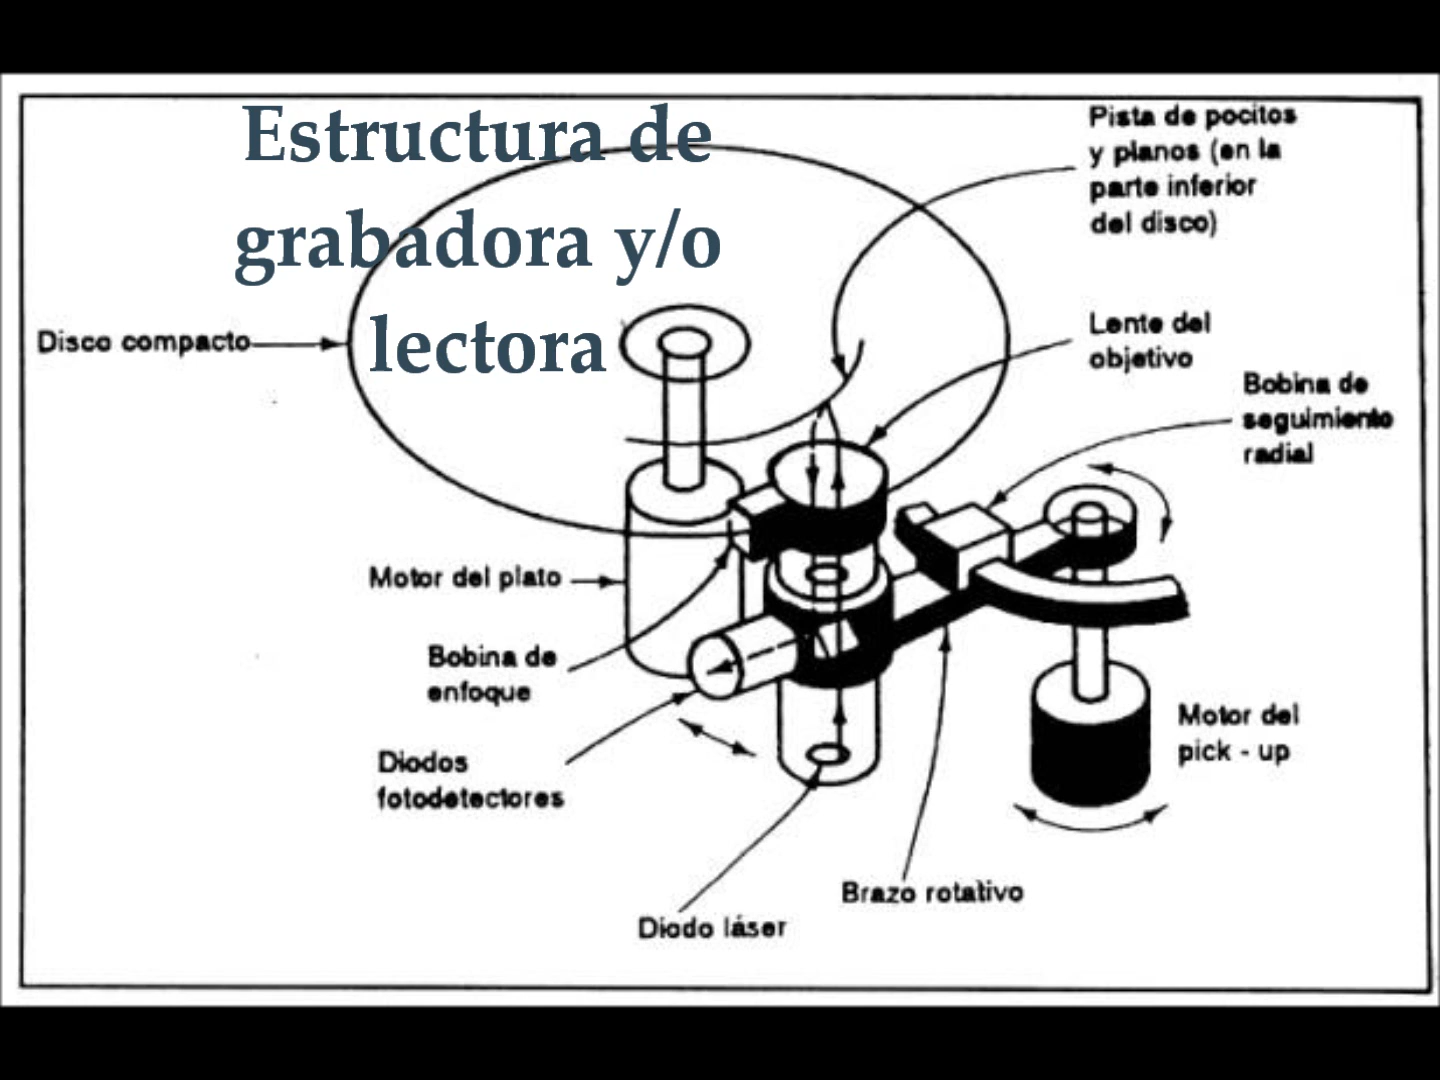 Estructura de
grabadora y/o
lectora
Pista de pocitos
y planos (en la
parte inferior
del disco)
Disco compacto
Lente del
objetivo
Bobina de
seguimiento
radial
Motor del plato
Bobina de
enfoque
Diodos
fotodetectores
Motor del
pick - up
Brazo rotativo
Diodo láser